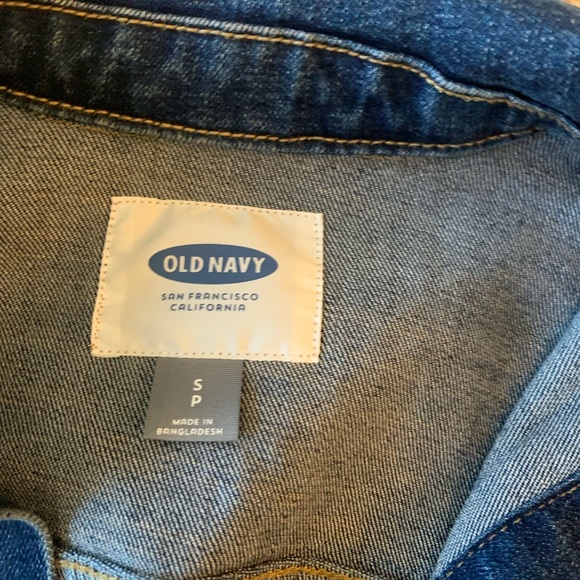 OLD NAVY
SAN FRANCISCO
CALIFORNIA
S
P
MADE IN
BANGLADESH